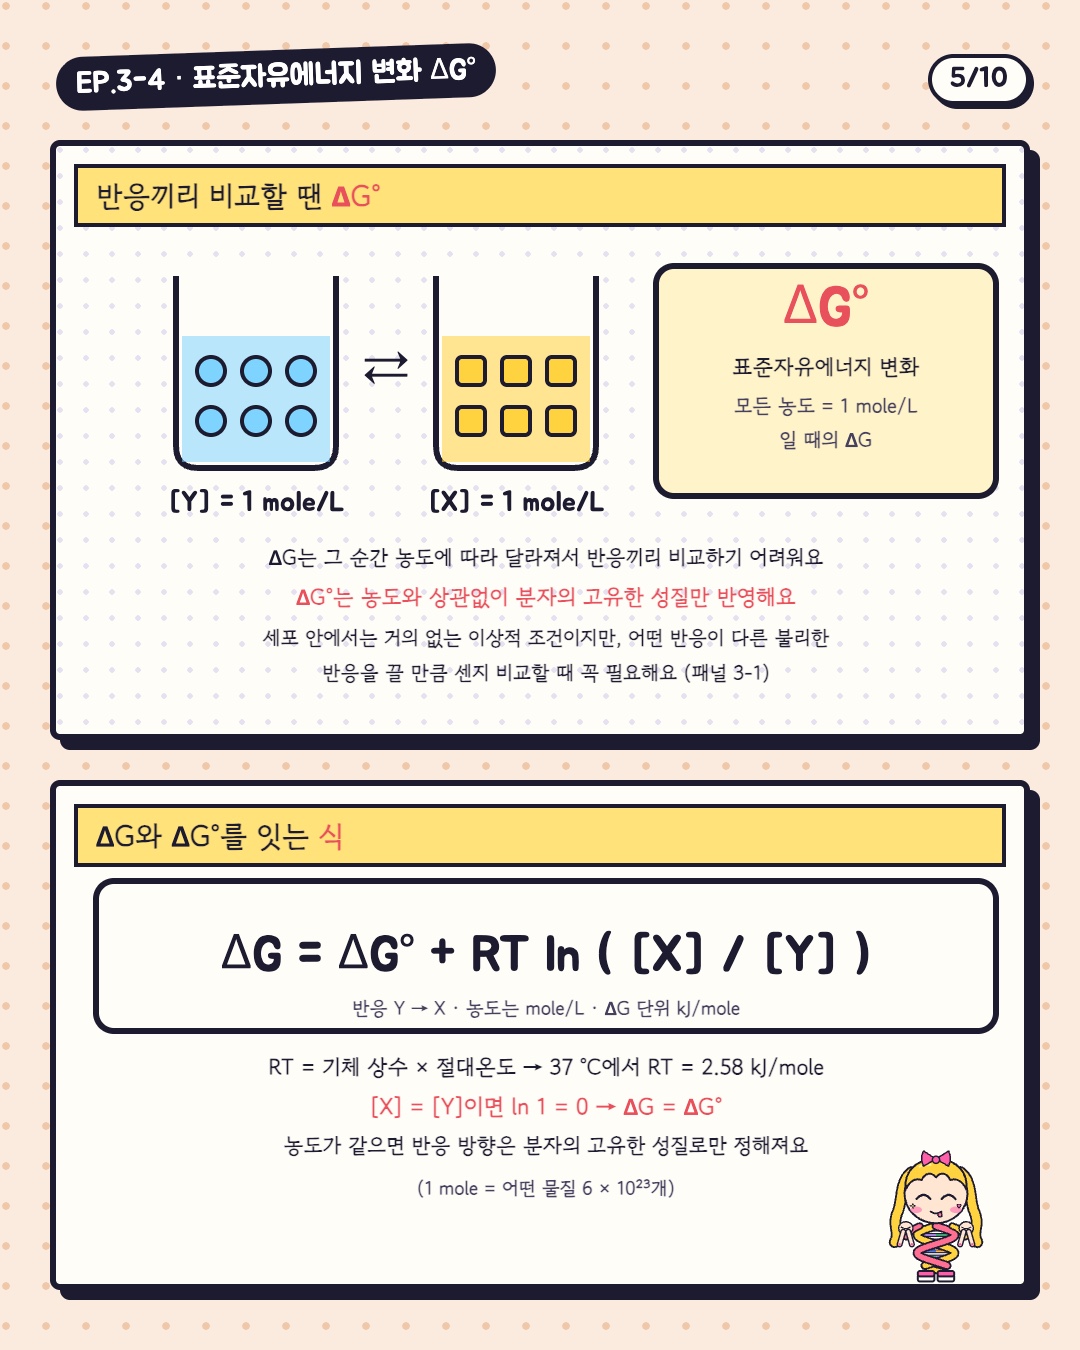 EP.3-4 · 표준자유에너지 변화 ΔG°
5/10
반응끼리 비교할 땐 ΔG°
⇄
[Y] = 1 mole/L
[X] = 1 mole/L
ΔG°
표준자유에너지 변화
모든 농도 = 1 mole/L
일 때의 ΔG
ΔG는 그 순간 농도에 따라 달라져서 반응끼리 비교하기 어려워요
ΔG°는 농도와 상관없이 분자의 고유한 성질만 반영해요
세포 안에서는 거의 없는 이상적 조건이지만, 어떤 반응이 다른 불리한
반응을 끌 만큼 센지 비교할 때 꼭 필요해요 (패널 3-1)
ΔG와 ΔG°를 잇는 식
ΔG = ΔG° + RT ln ( [X] / [Y] )
반응 Y → X · 농도는 mole/L · ΔG 단위 kJ/mole
RT = 기체 상수 × 절대온도 → 37 °C에서 RT = 2.58 kJ/mole
[X] = [Y]이면 ln 1 = 0 → ΔG = ΔG°
농도가 같으면 반응 방향은 분자의 고유한 성질로만 정해져요
(1 mole = 어떤 물질 6 × 10²³개)